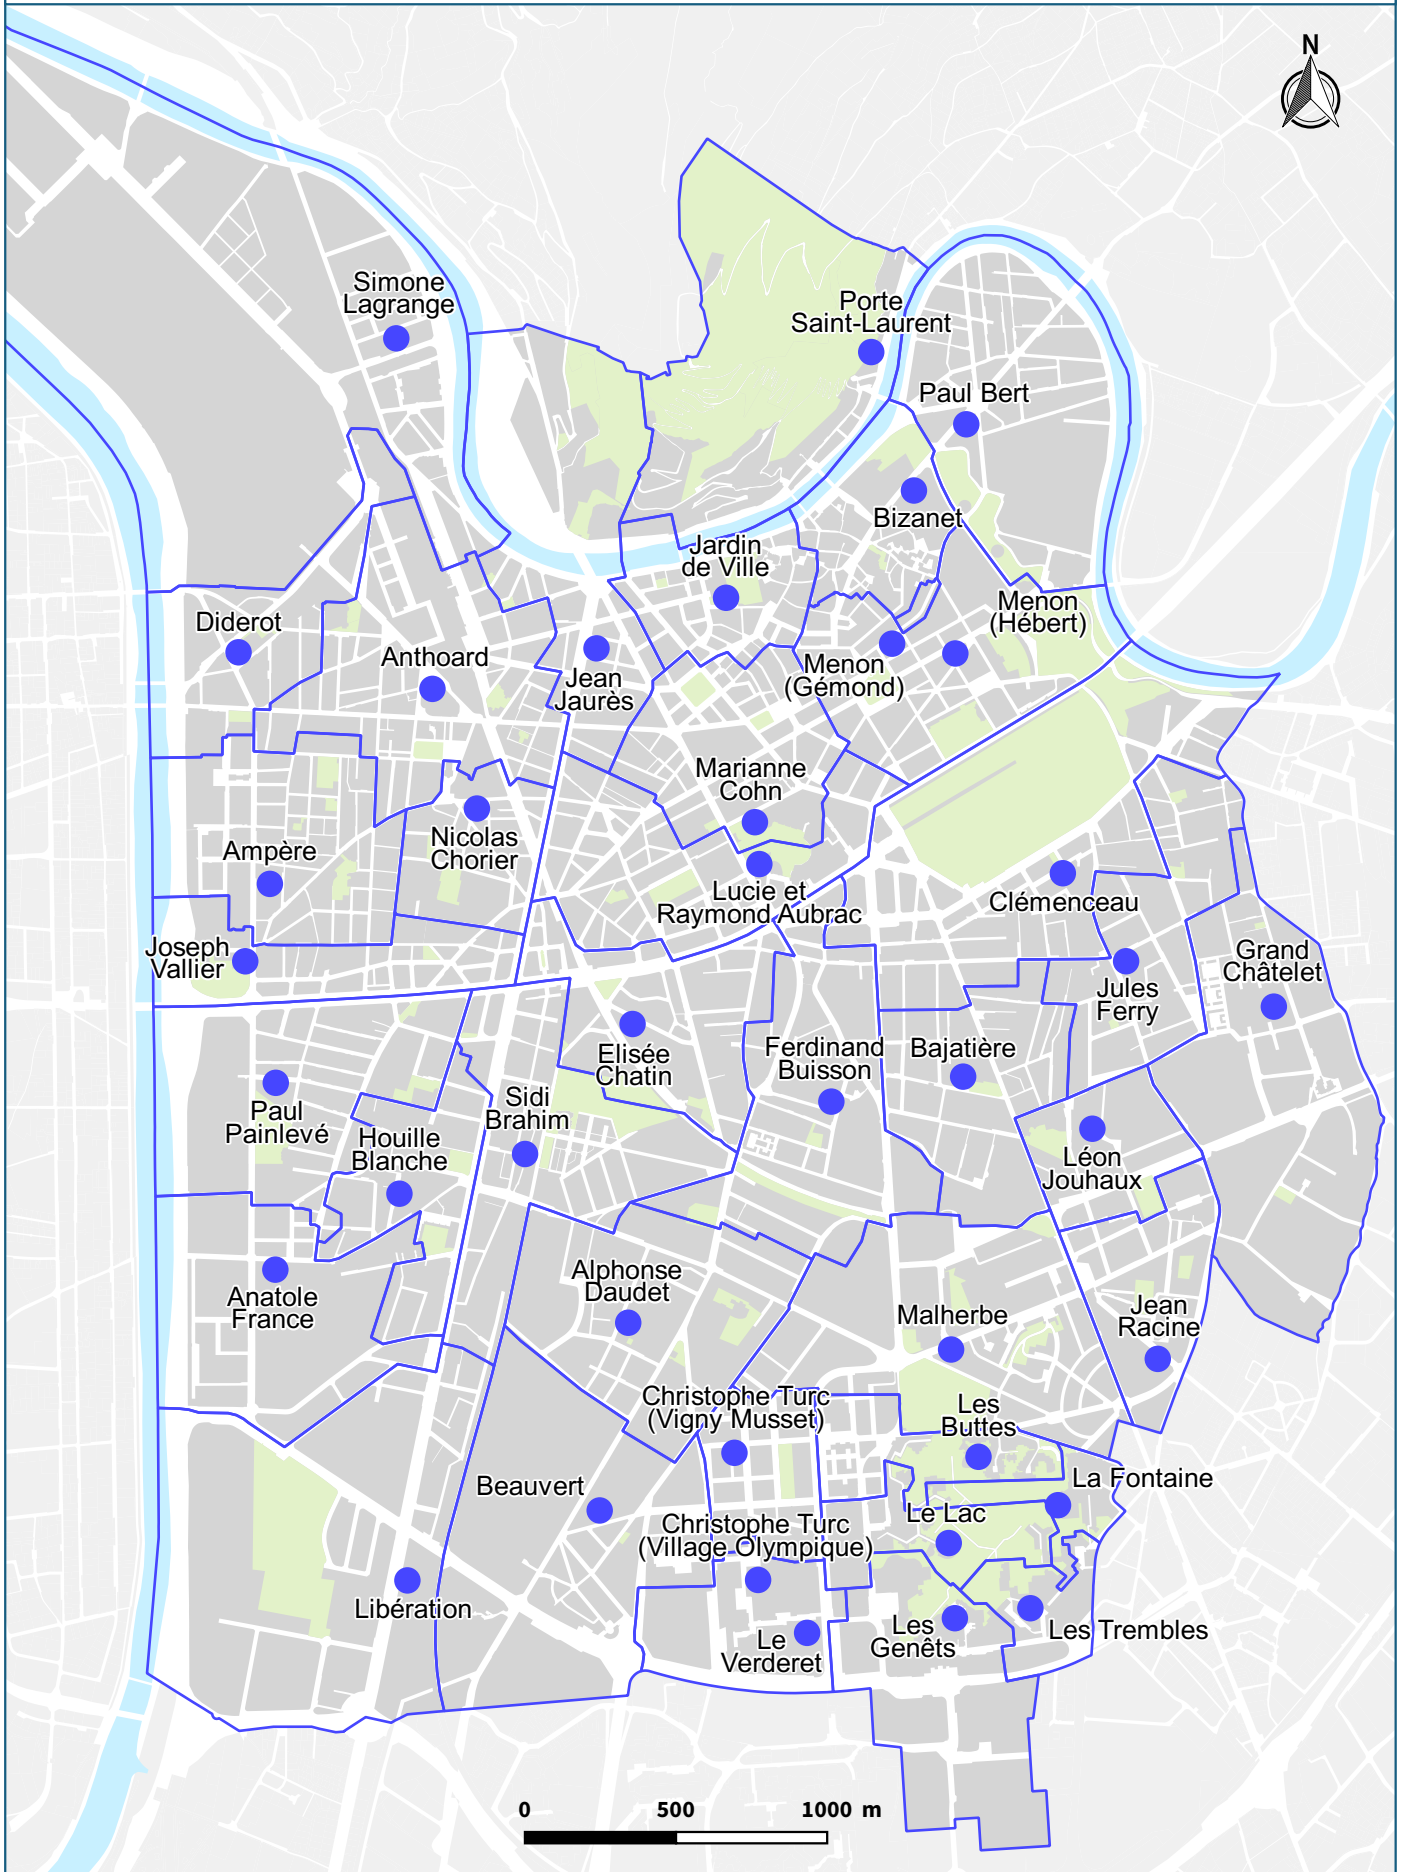 N
Simone
Lagrange
Porte
Saint-Laurent
Paul Bert
Bizanet
Jardin
de Ville
Menon
(Hébert)
Diderot
Anthoard
Jean
Jaurès
Menon
(Gémond)
Marianne
Cohn
Nicolas
Chorier
Ampère
Lucie et
Raymond Aubrac
Clémenceau
Joseph
Vallier
Grand
Châtelet
Jules
Ferry
Elisée
Chatin
Ferdinand
Buisson
Bajatière
Sidi
Brahim
Paul
Painlevé
Houille
Blanche
Léon
Jouhaux
Alphonse
Daudet
Anatole
France
Malherbe
Jean
Racine
Christophe Turc
(Vigny Musset)
Les
Buttes
La Fontaine
Beauvert
Le Lac
Christophe Turc
(Village Olympique)
Libération
Le
Verderet
Les
Genêts
Les Trembles
0 500 1000 m